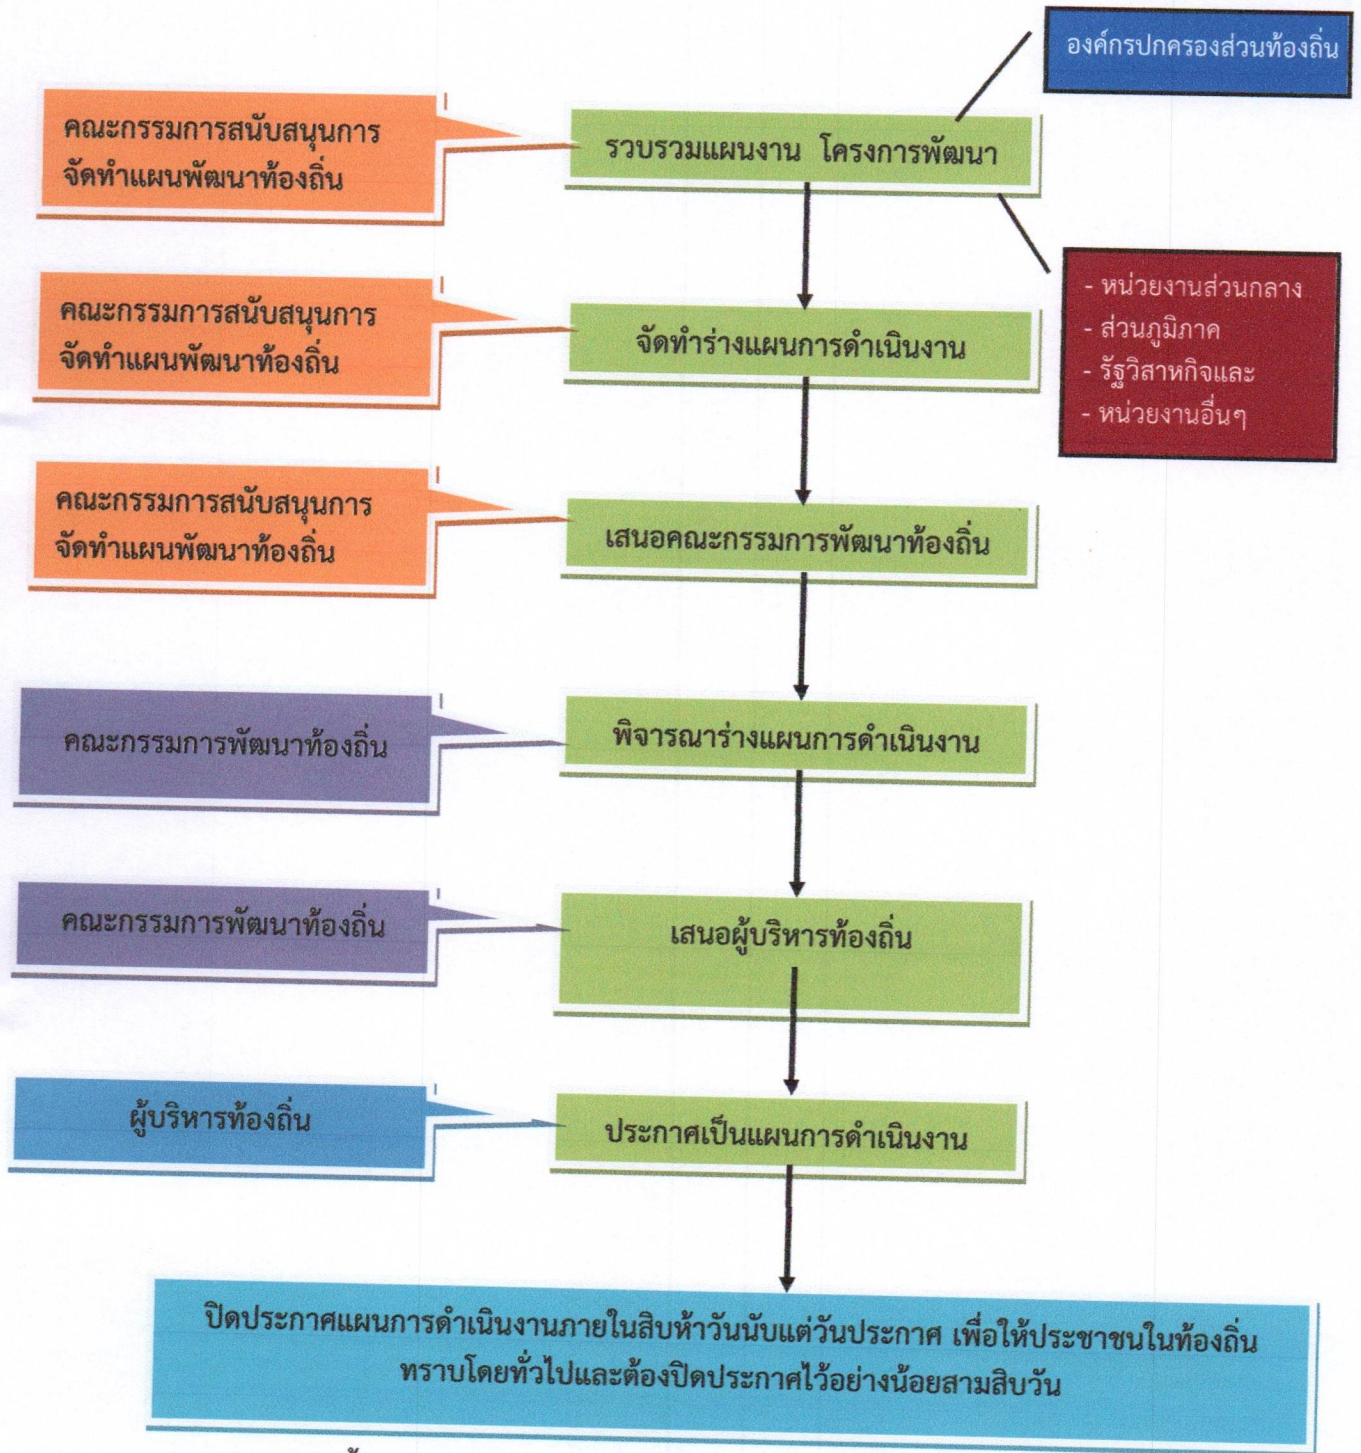 องค์กรปกครองส่วนท้องถิ่น
คณะกรรมการสนับสนุนการ
จัดทำแผนพัฒนาท้องถิ่น
รวบรวมแผนงาน โครงการพัฒนา
- หน่วยงานส่วนกลาง
- ส่วนภูมิภาค
- รัฐวิสาหกิจและ
- หน่วยงานอื่นๆ
คณะกรรมการสนับสนุนการ
จัดทำแผนพัฒนาท้องถิ่น
จัดทำร่างแผนการดำเนินงาน
คณะกรรมการสนับสนุนการ
จัดทำแผนพัฒนาท้องถิ่น
เสนอคณะกรรมการพัฒนาท้องถิ่น
คณะกรรมการพัฒนาท้องถิ่น
พิจารณาร่างแผนการดำเนินงาน
คณะกรรมการพัฒนาท้องถิ่น
เสนอผู้บริหารท้องถิ่น
ผู้บริหารท้องถิ่น
ประกาศเป็นแผนการดำเนินงาน
ปิดประกาศแผนการดำเนินงานภายในสิบห้าวันนับแต่วันประกาศ เพื่อให้ประชาชนในท้องถิ่น
ทราบโดยทั่วไปและต้องปิดประกาศไว้อย่างน้อยสามสิบวัน